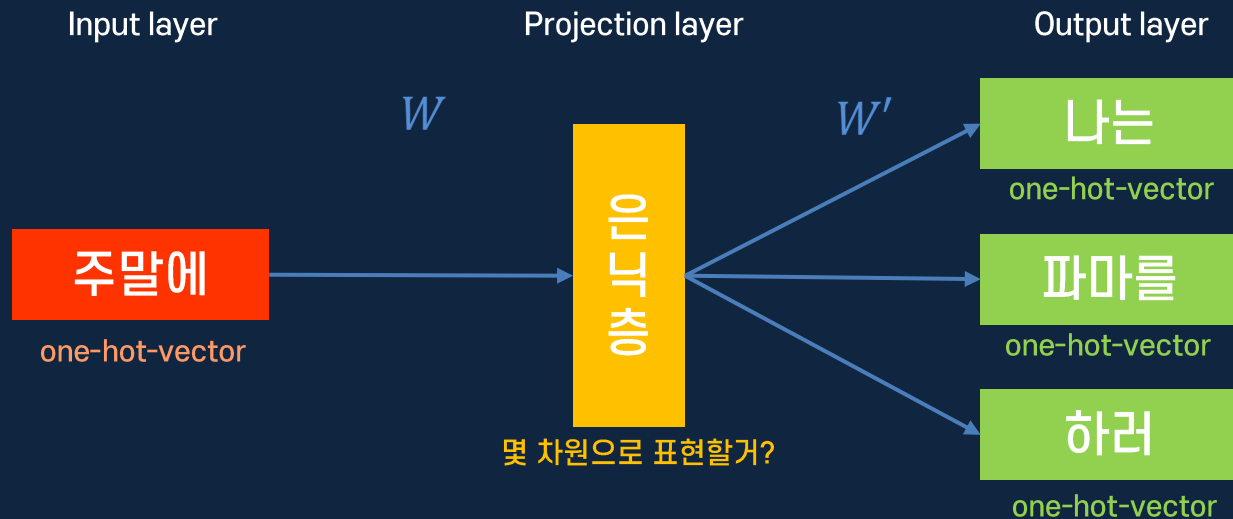 Input layer
Projection layer
Output layer
W
W'
주말에
one-hot-vector
은닉층
몇 차원으로 표현할거?
나는
one-hot-vector
파마를
one-hot-vector
하러
one-hot-vector